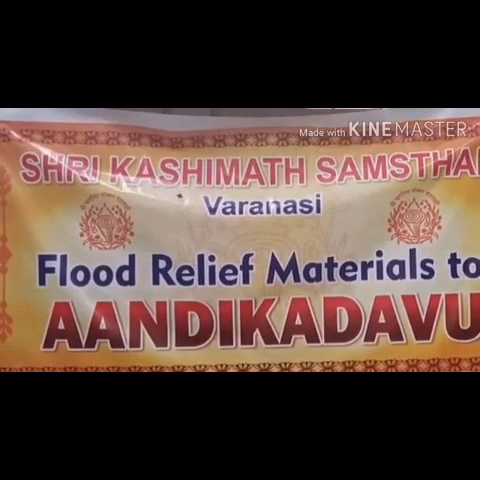 Made with KINEMASTER
SHRI KASHIMATH SAMSTHA
Varanasi
Flood Relief Materials to
AANDIKADAVU